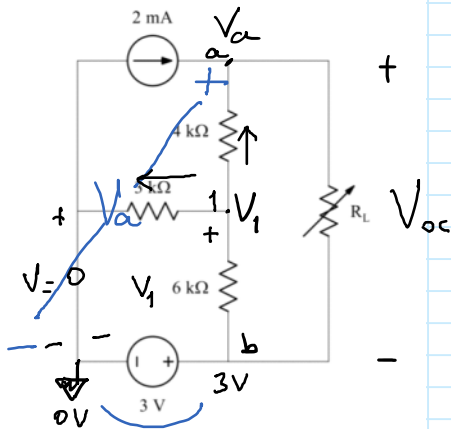 2 mA
Va
a
+
+
4 kΩ
3 kΩ
+
Va
1
V1
+
RL
Voc
V=0
V1
6 kΩ
b
-
+
3V
-
0V
3 V